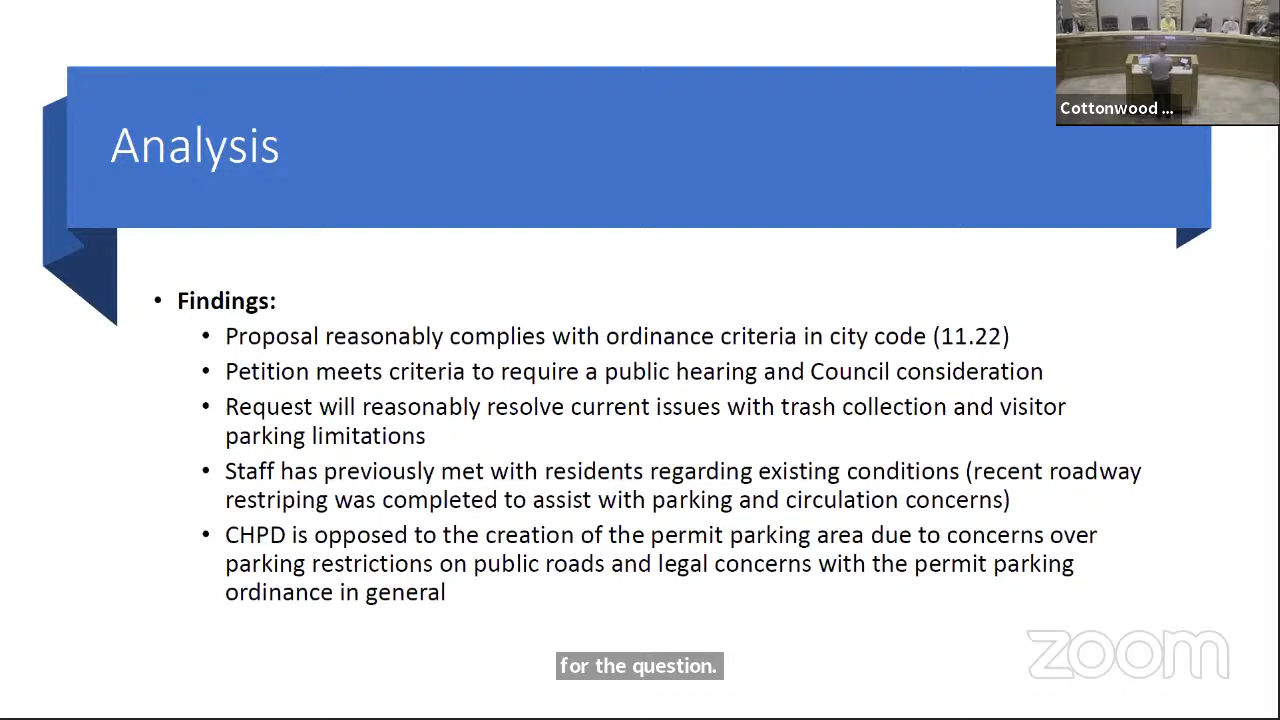 Cottonwood ...
Analysis
• Findings:
• Proposal reasonably complies with ordinance criteria in city code (11.22)
• Petition meets criteria to require a public hearing and Council consideration
• Request will reasonably resolve current issues with trash collection and visitor
parking limitations
• Staff has previously met with residents regarding existing conditions (recent roadway
restriping was completed to assist with parking and circulation concerns)
• CHPD is opposed to the creation of the permit parking area due to concerns over
parking restrictions on public roads and legal concerns with the permit parking
ordinance in general
zoom
for the question.